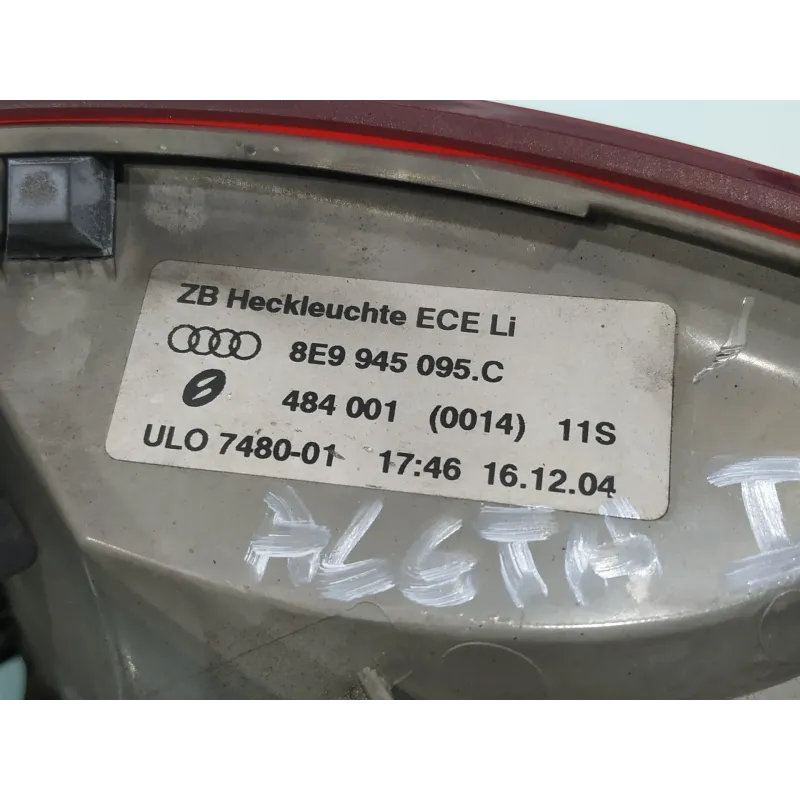 ZB Heckleuchte ECE Li
8E9 945 095.C
484 001 (0014) 11S
ULO 7480-01 17:46 16.12.04